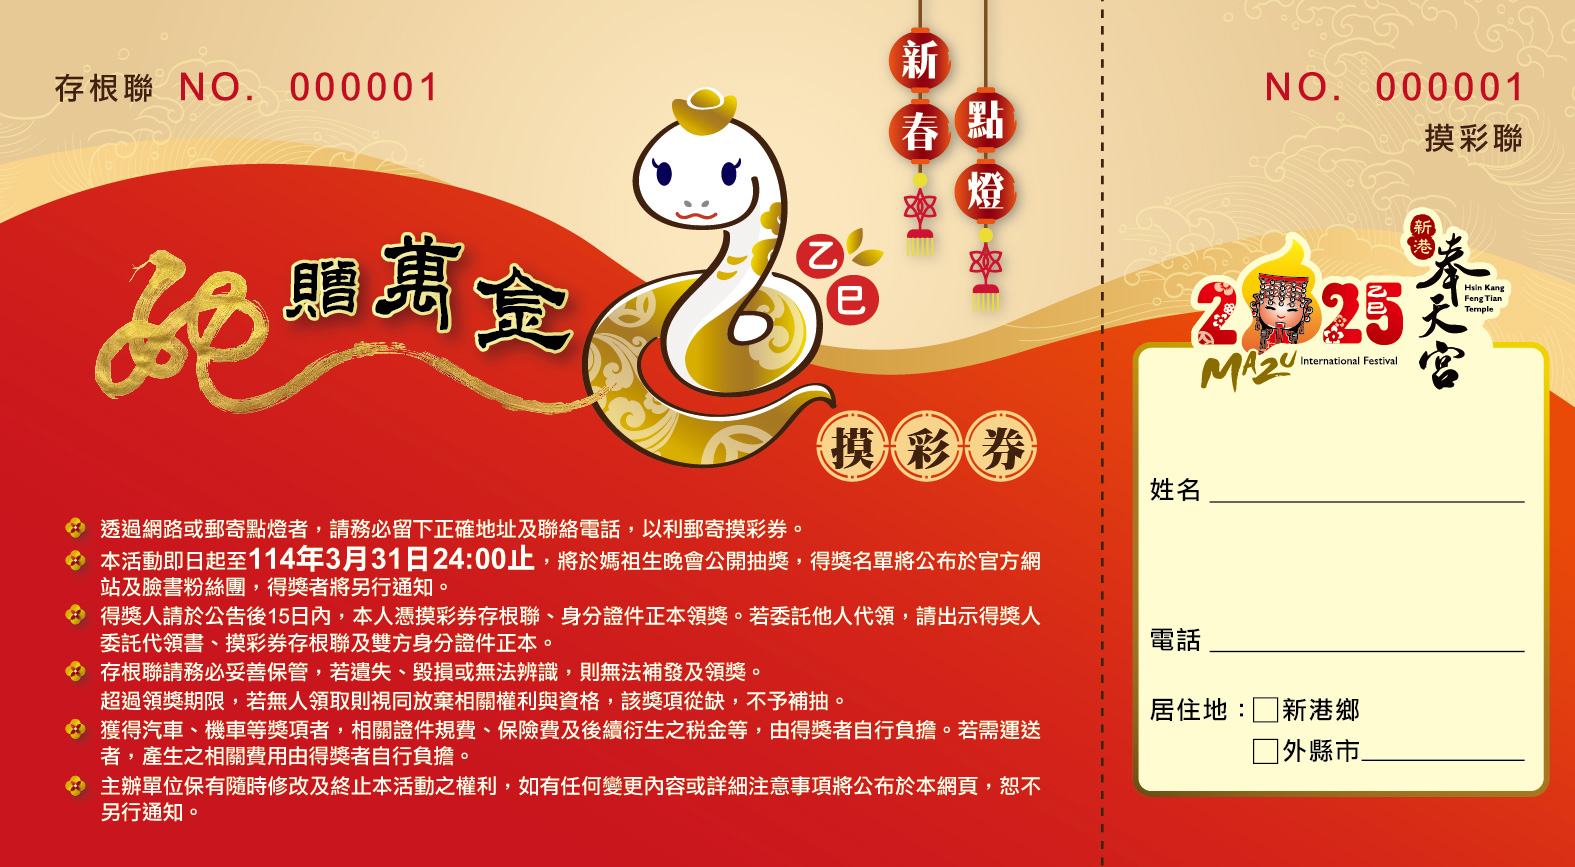 存根聯 NO. 000001
新春
點燈
蛇贈萬金
乙巳
摸彩券
透過網路或郵寄點燈者，請務必留下正確地址及聯絡電話，以利郵寄摸彩券。
本活動即日起至114年3月31日24:00止，將於媽祖生晚會公開抽獎，得獎名單將公布於官方網
站及臉書粉絲團，得獎者將另行通知。
得獎人請於公告後15日內，本人憑摸彩券存根聯、身分證件正本領獎。若委託他人代領，請出示得獎人
委託代領書、摸彩券存根聯及雙方身分證件正本。
存根聯請務必妥善保管，若遺失、毀損或無法辨識，則無法補發及領獎。
超過領獎期限，若無人領取則視同放棄相關權利與資格，該獎項從缺，不予補抽。
獲得汽車、機車等獎項者，相關證件規費、保險費及後續衍生之稅金等，由得獎者自行負擔。若需運送
者，產生之相關費用由得獎者自行負擔。
主辦單位保有隨時修改及終止本活動之權利，如有任何變更內容或詳細注意事項將公布於本網頁，恕不
另行通知。
NO. 000001
摸彩聯
2025
乙巳
MAZU International Festival
新港
奉天宮
Hsin Kang
Feng Tian
Temple
姓名
電話
居住地：□新港鄉
□外縣市